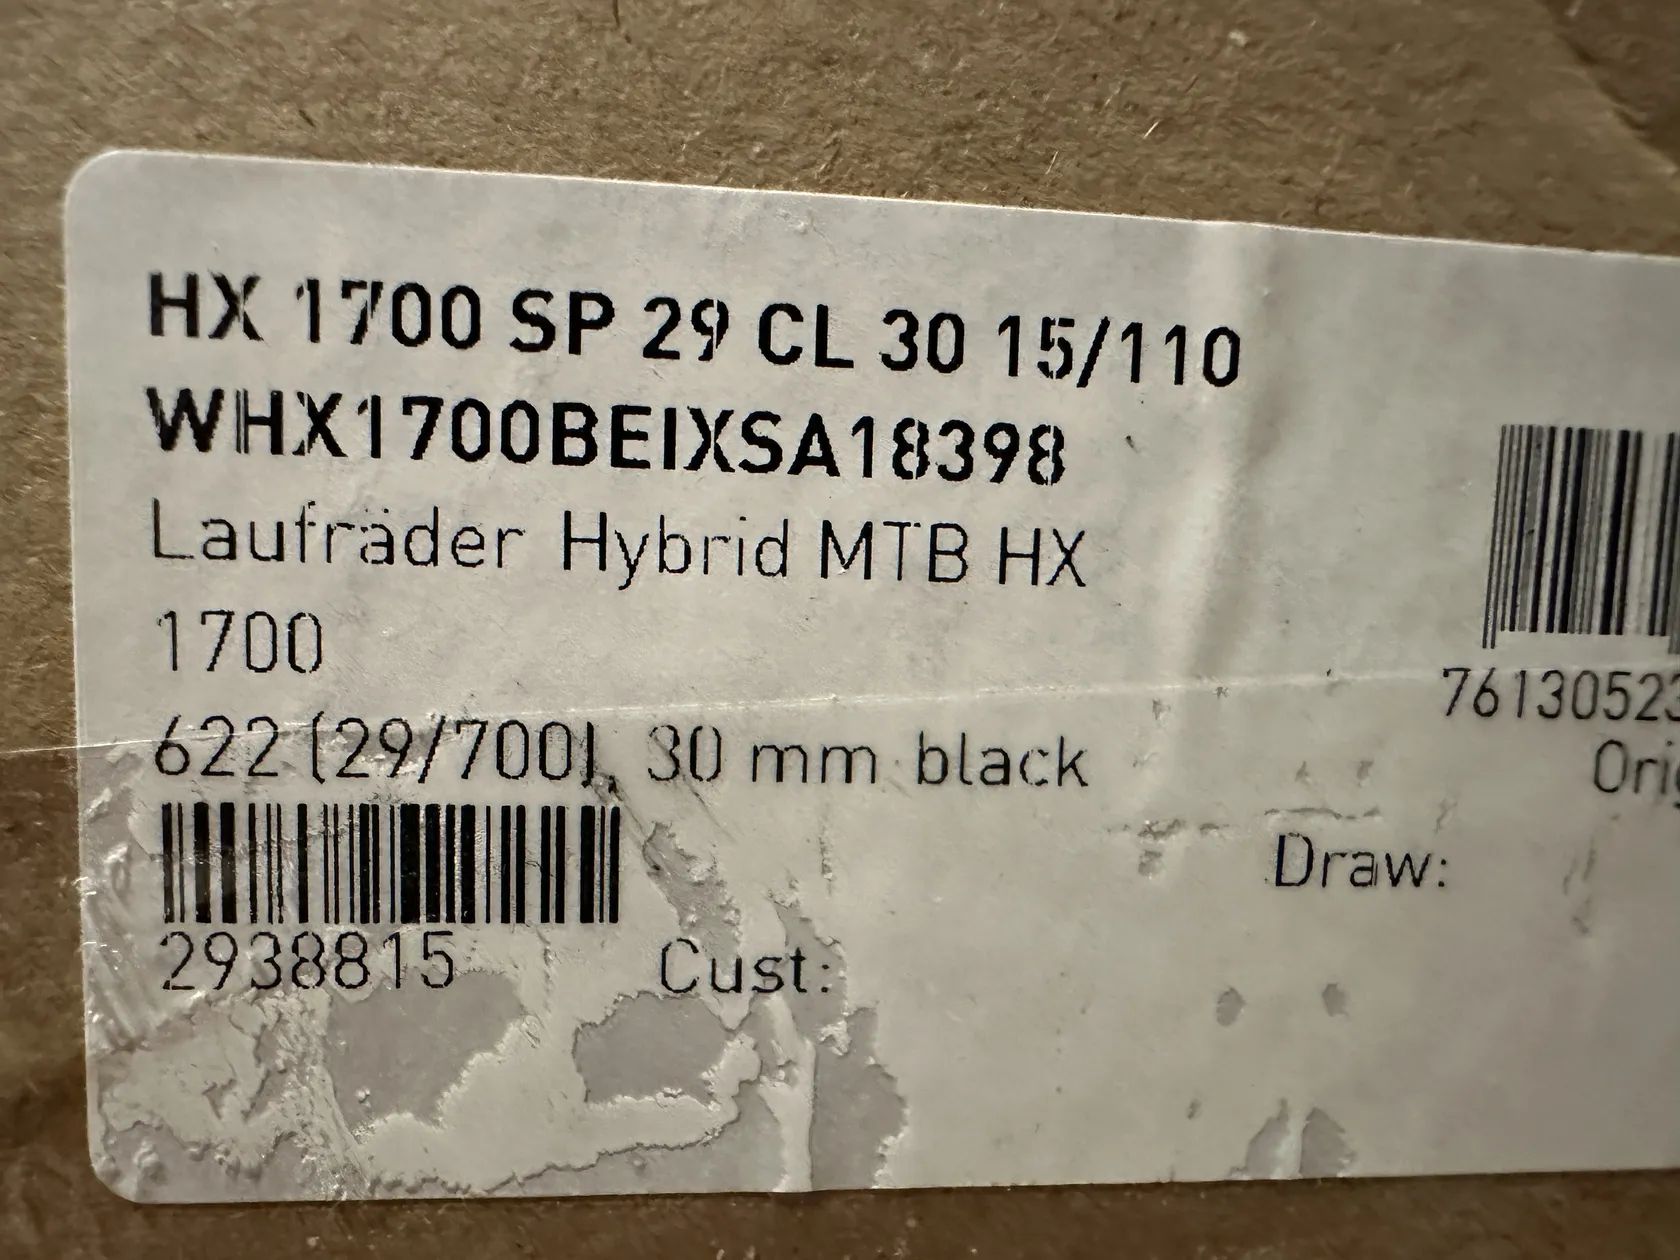 HX 1700 SP 29 CL 30 15/110
WHX1700BEIXSA18398
Laufräder Hybrid MTB HX
1700
76130523
622 (29/700), 30 mm black
Orig
Draw:
2938815
Cust: